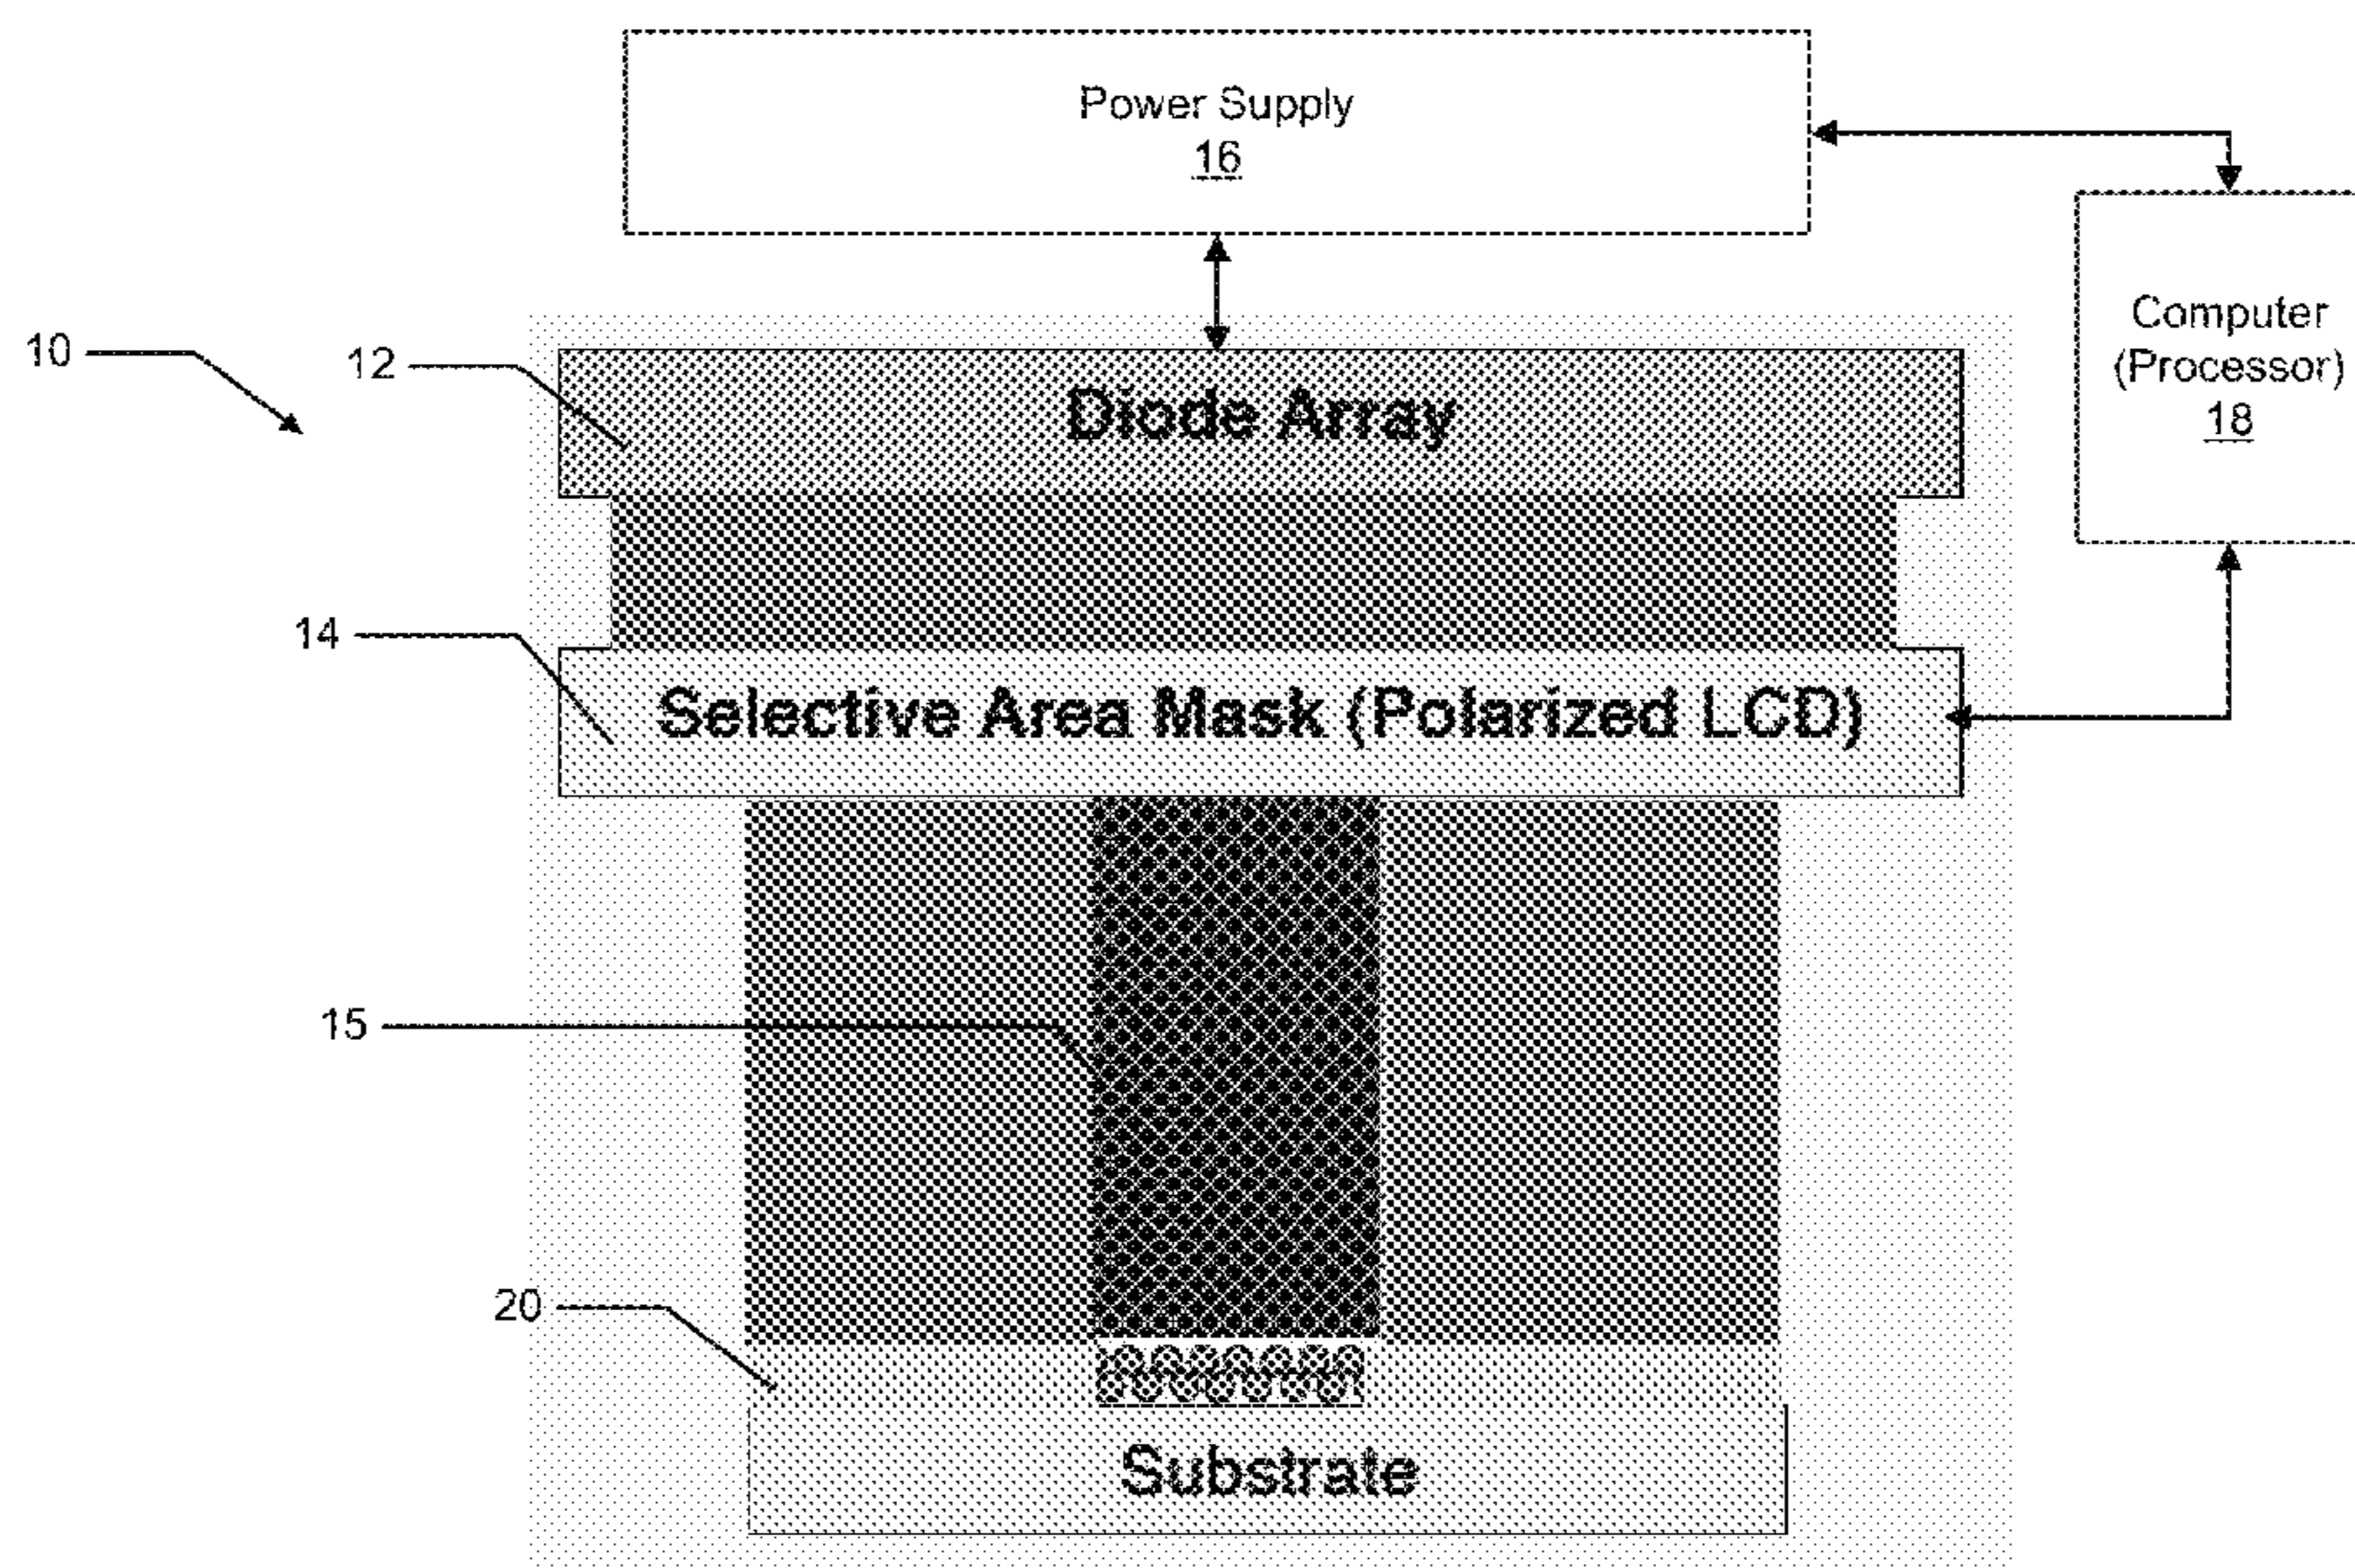 Power Supply
16
10
12
Diode Array
Computer
(Processor)
18
14
Selective Area Mask (Polarized LCD)
15
20
Substrate